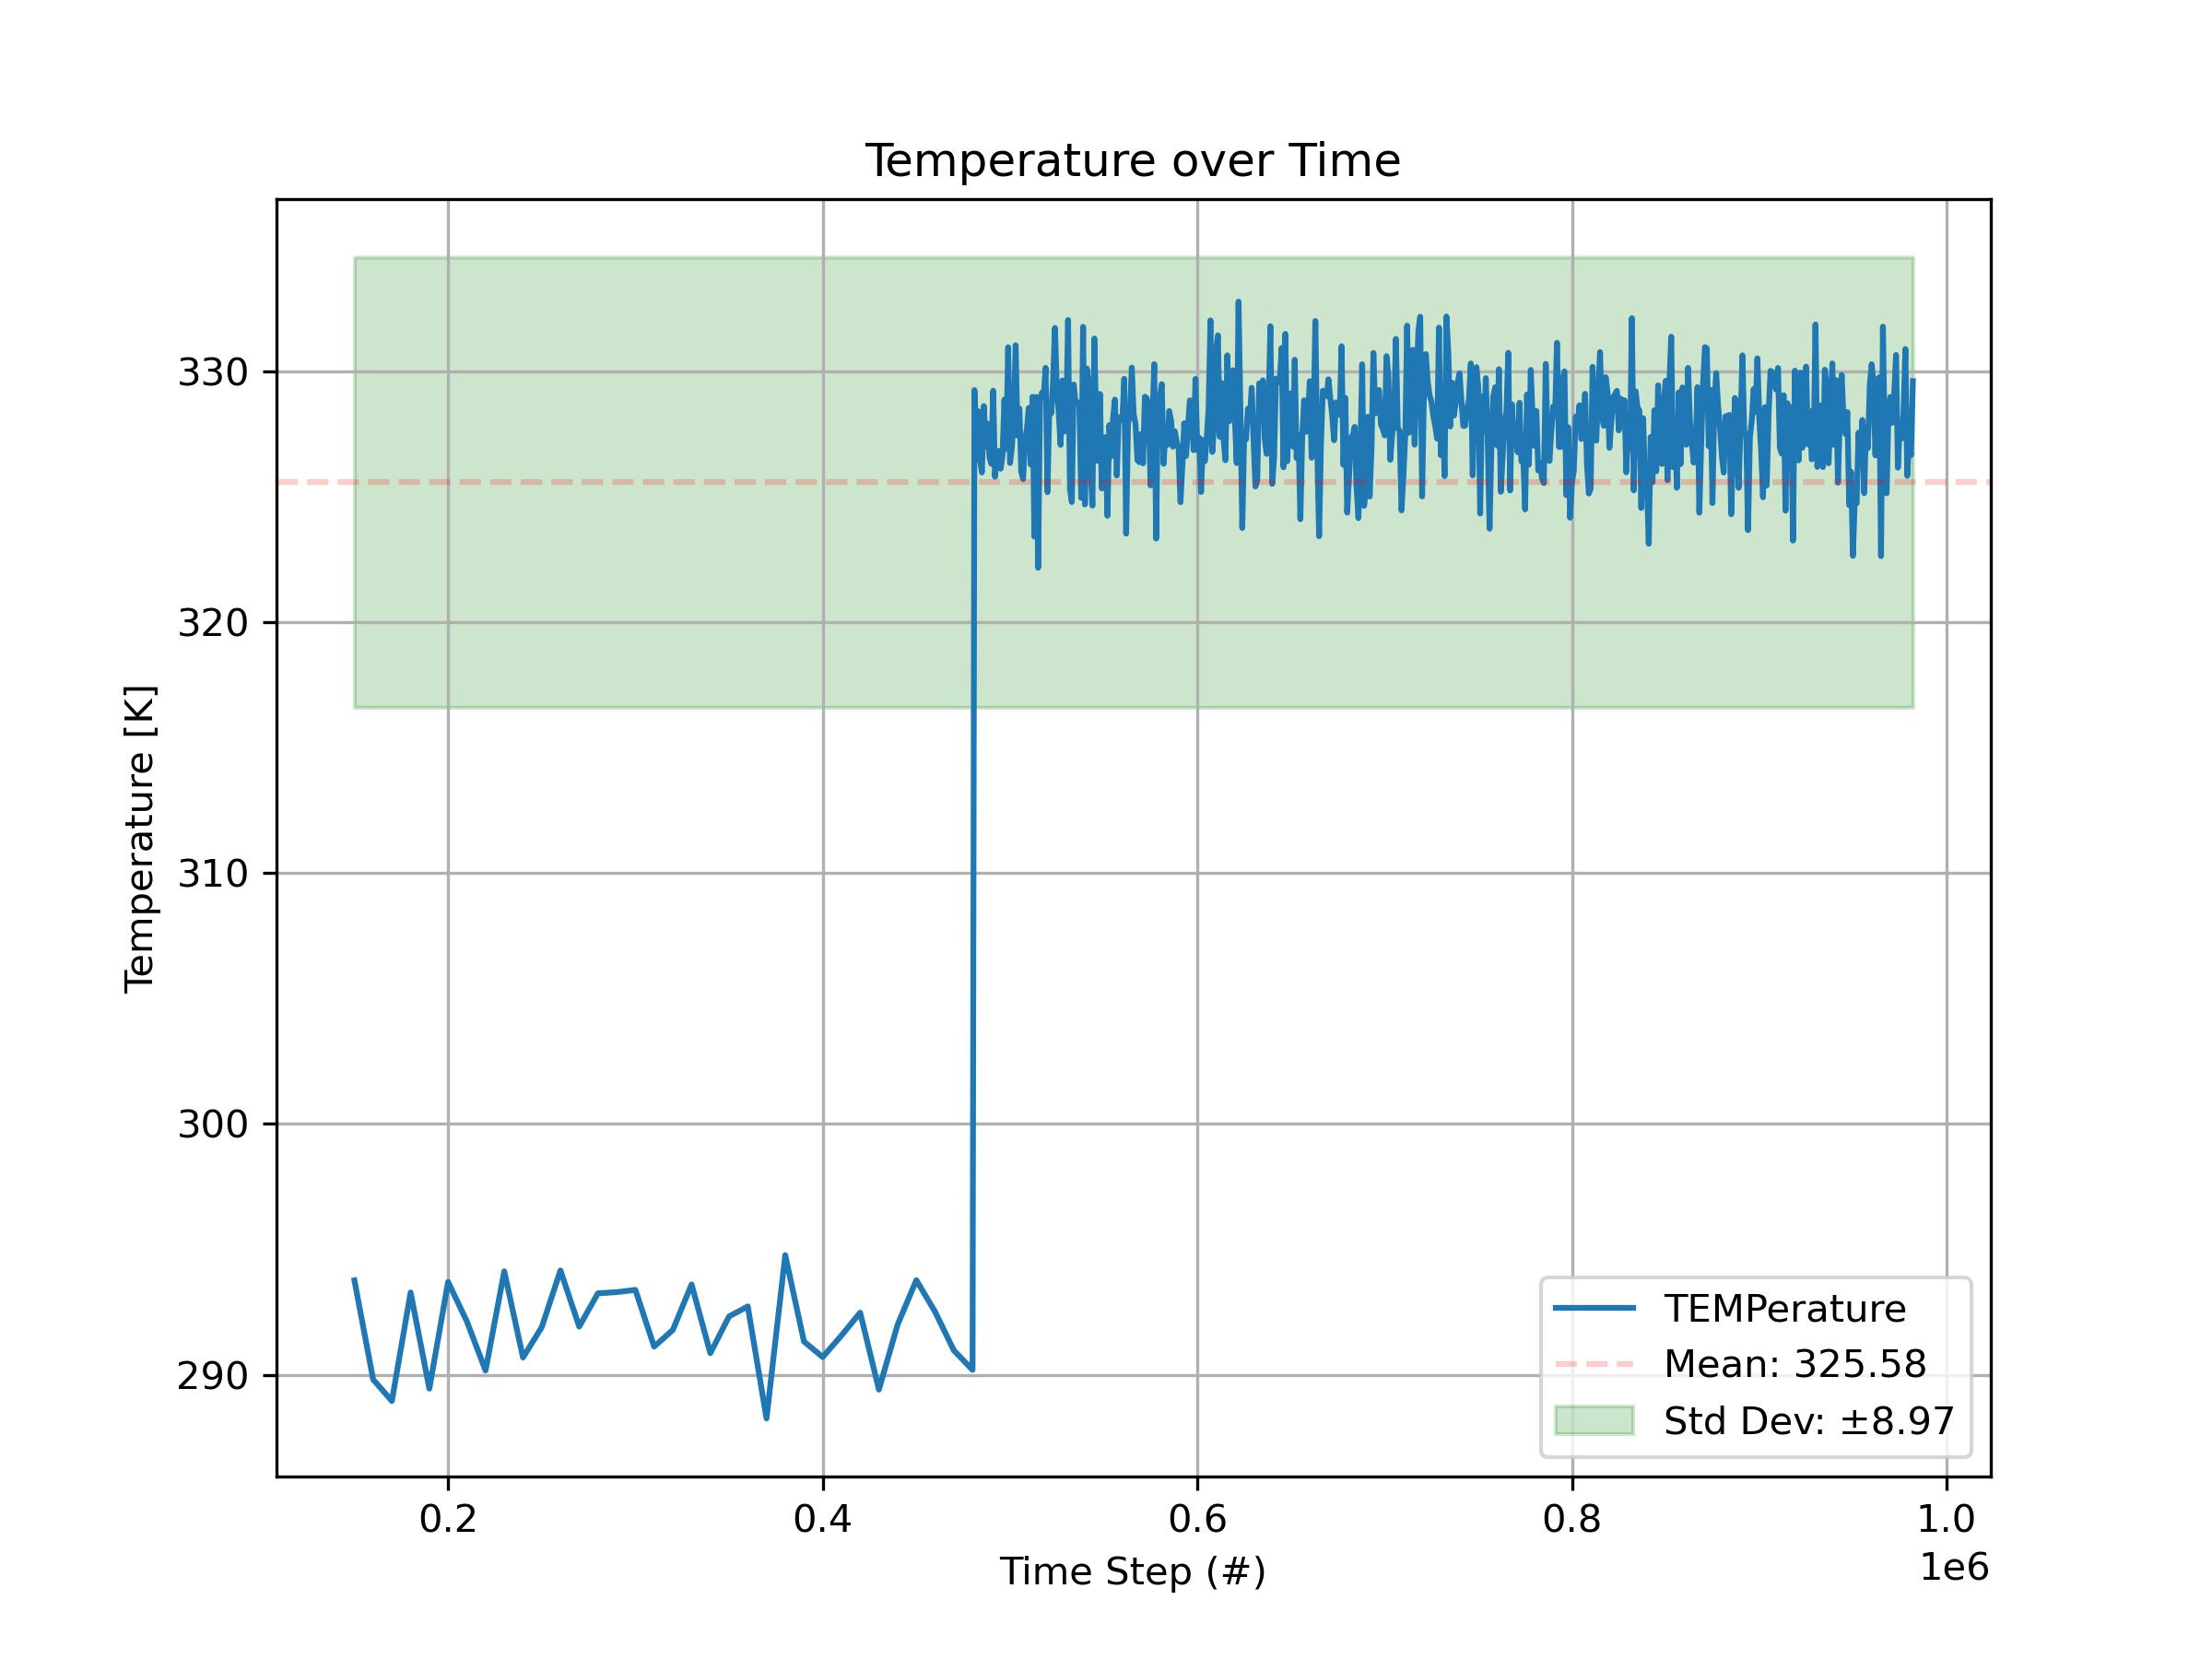 Temperature over Time
Temperature [K]
330
320
310
300
290
0.2 0.4 0.6 0.8 1.0
1e6
Time Step (#)
TEMPerature
Mean: 325.58
Std Dev: ±8.97